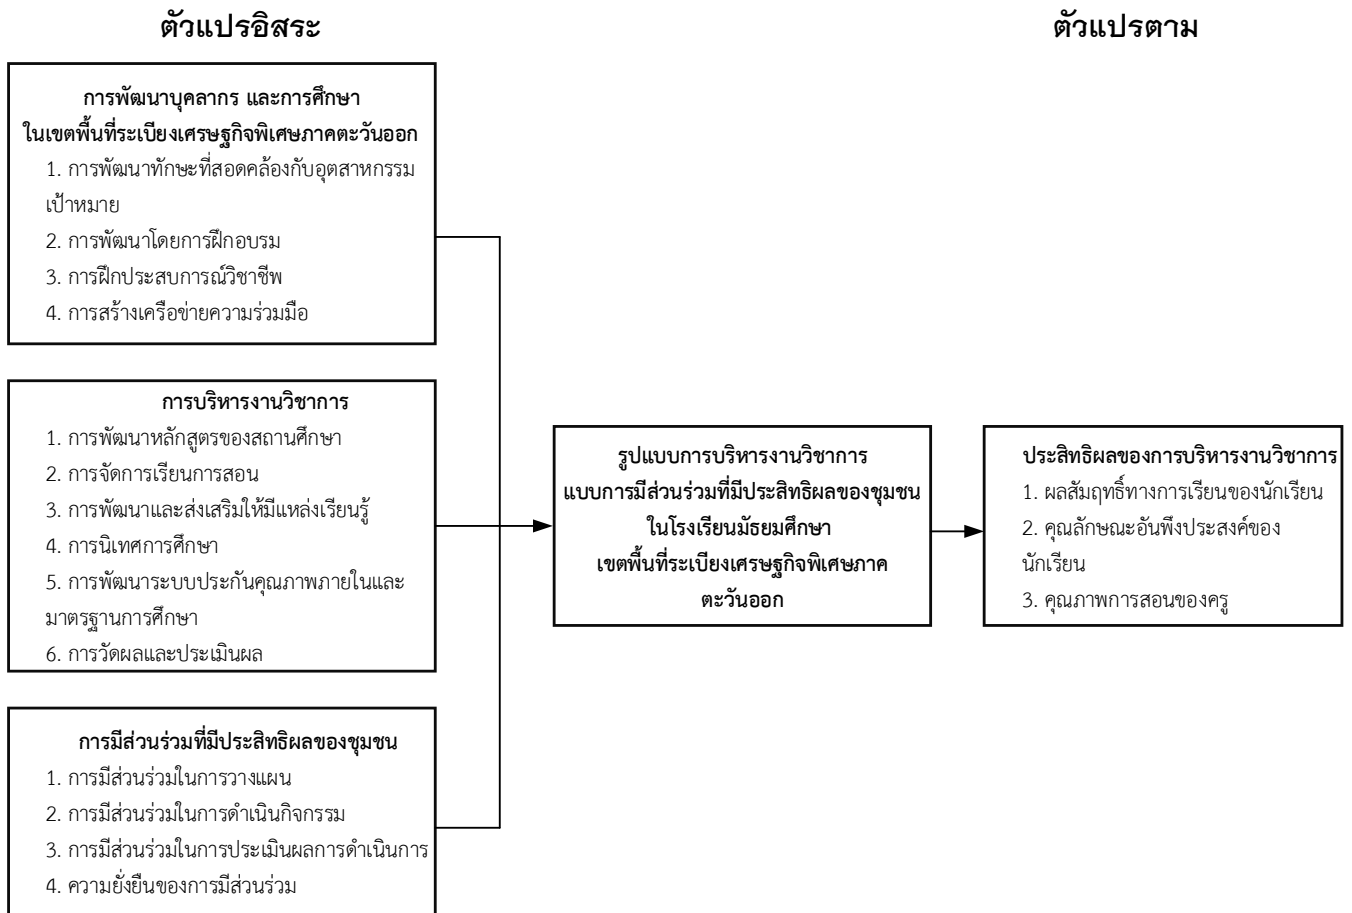 ตัวแปรอิสระ
ตัวแปรตาม
การพัฒนาบุคลากร และการศึกษา
ในเขตพื้นที่ระเบียงเศรษฐกิจพิเศษภาคตะวันออก
1. การพัฒนาทักษะที่สอดคล้องกับอุตสาหกรรม
เป้าหมาย
2. การพัฒนาโดยการฝึกอบรม
3. การฝึกประสบการณ์วิชาชีพ
4. การสร้างเครือข่ายความร่วมมือ
การบริหารงานวิชาการ
1. การพัฒนาหลักสูตรของสถานศึกษา
2. การจัดการเรียนการสอน
3. การพัฒนาและส่งเสริมให้มีแหล่งเรียนรู้
4. การนิเทศการศึกษา
5. การพัฒนาระบบประกันคุณภาพภายในและ
มาตรฐานการศึกษา
6. การวัดผลและประเมินผล
การมีส่วนร่วมที่มีประสิทธิผลของชุมชน
1. การมีส่วนร่วมในการวางแผน
2. การมีส่วนร่วมในการดำเนินกิจกรรม
3. การมีส่วนร่วมในการประเมินผลการดำเนินการ
4. ความยั่งยืนของการมีส่วนร่วม
รูปแบบการบริหารงานวิชาการ
แบบการมีส่วนร่วมที่มีประสิทธิผลของชุมชน
ในโรงเรียนมัธยมศึกษา
เขตพื้นที่ระเบียงเศรษฐกิจพิเศษภาค
ตะวันออก
ประสิทธิผลของการบริหารงานวิชาการ
1. ผลสัมฤทธิ์ทางการเรียนของนักเรียน
2. คุณลักษณะอันพึงประสงค์ของ
นักเรียน
3. คุณภาพการสอนของครู